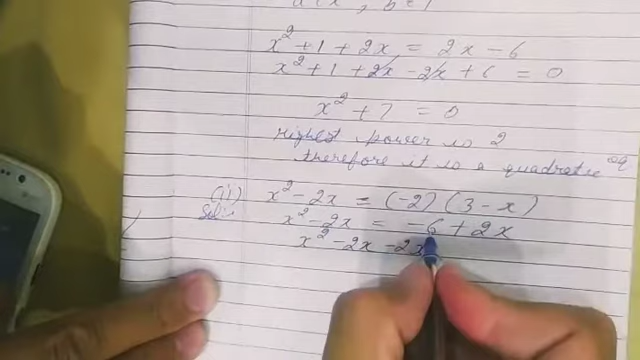 x² + 1 + 2x = 2x - 6
x² + 1 + 2x - 2x + 6 = 0
x² + 7 = 0
Highest power is 2
therefore it is a quadratic eq
(ii) x² - 2x = (-2) (3 - x)
Sol:- x² - 2x = -6 + 2x
x² - 2x - 2x